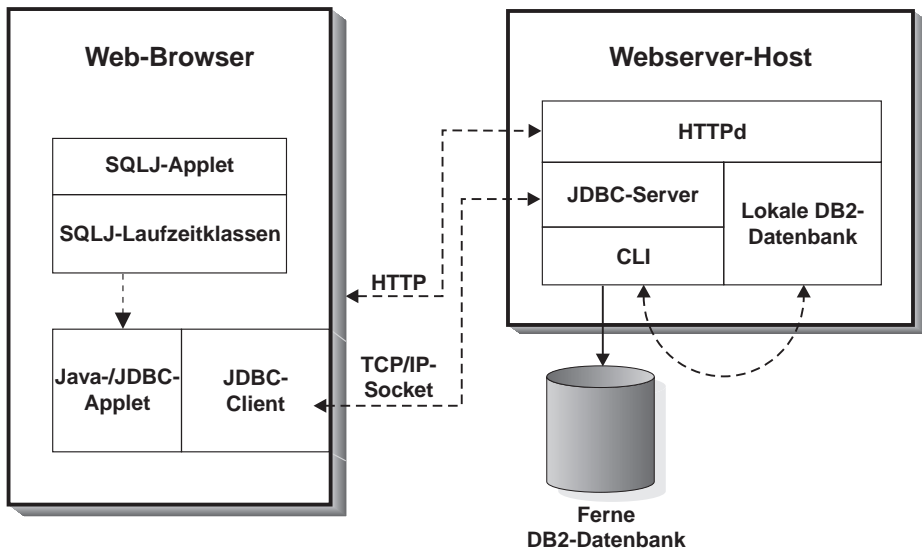 Web-Browser
SQLJ-Applet
SQLJ-Laufzeitklassen
Java-/JDBC-
Applet
JDBC-
Client
HTTP
TCP/IP-
Socket
Webserver-Host
HTTPd
JDBC-Server
CLI
Lokale DB2-
Datenbank
Ferne
DB2-Datenbank